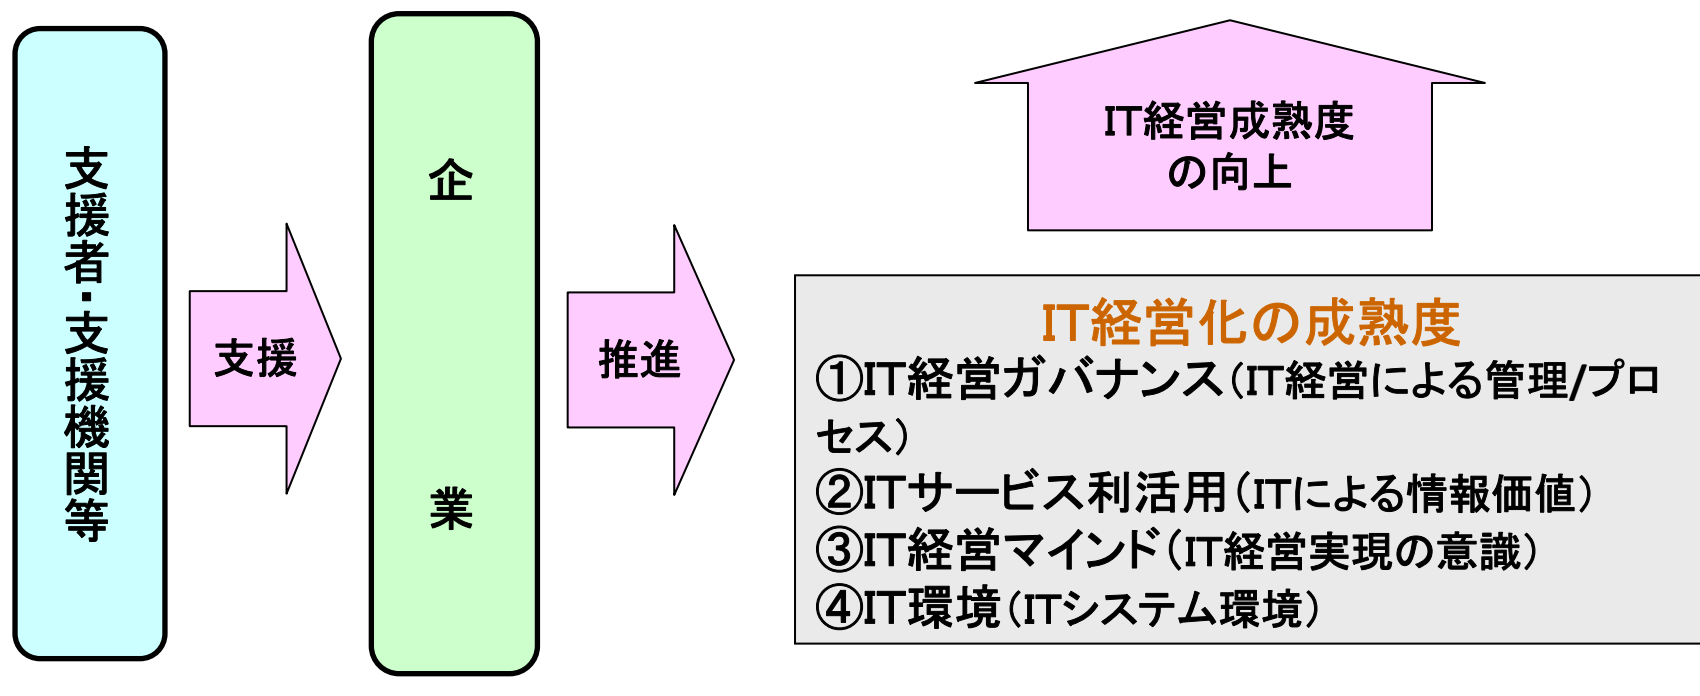 支援者・支援機関等
支援
企
業
推進
IT経営成熟度
の向上
IT経営化の成熟度
①IT経営ガバナンス（IT経営による管理/プロ
セス）
②ITサービス利活用（ITによる情報価値）
③IT経営マインド（IT経営実現の意識）
④IT環境（ITシステム環境）